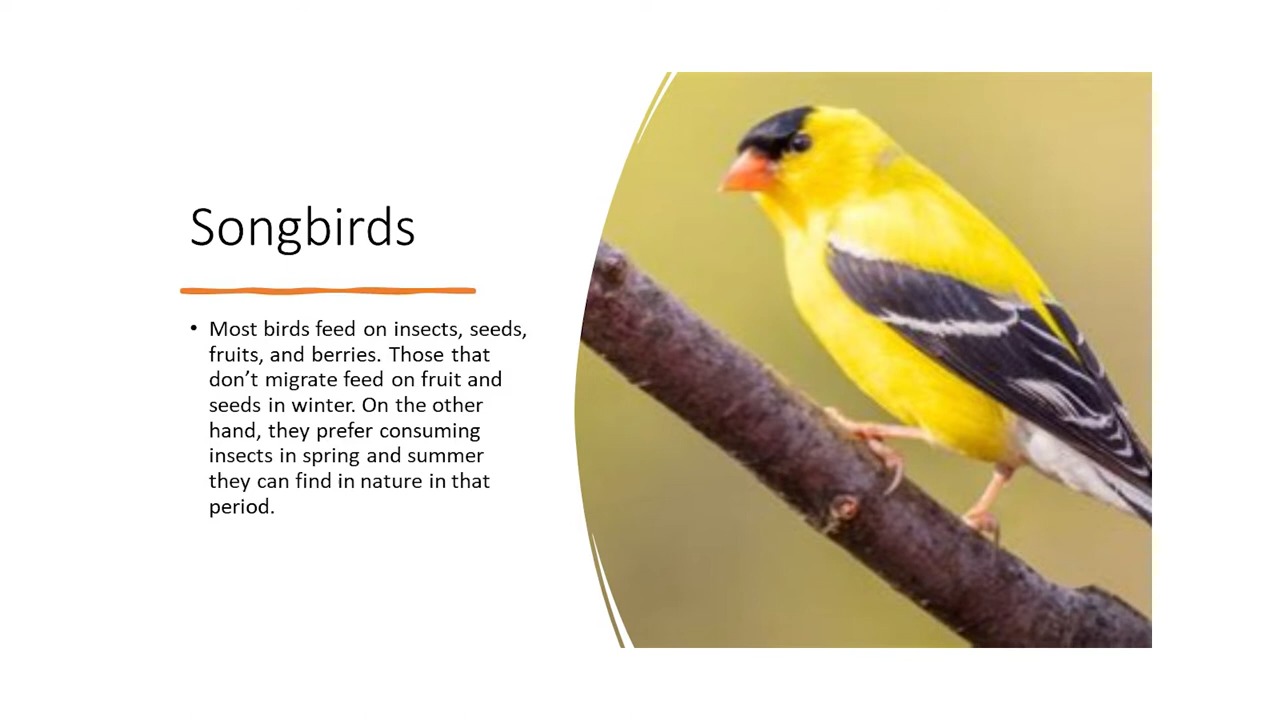 Songbirds
• Most birds feed on insects, seeds,
fruits, and berries. Those that
don’t migrate feed on fruit and
seeds in winter. On the other
hand, they prefer consuming
insects in spring and summer
they can find in nature in that
period.